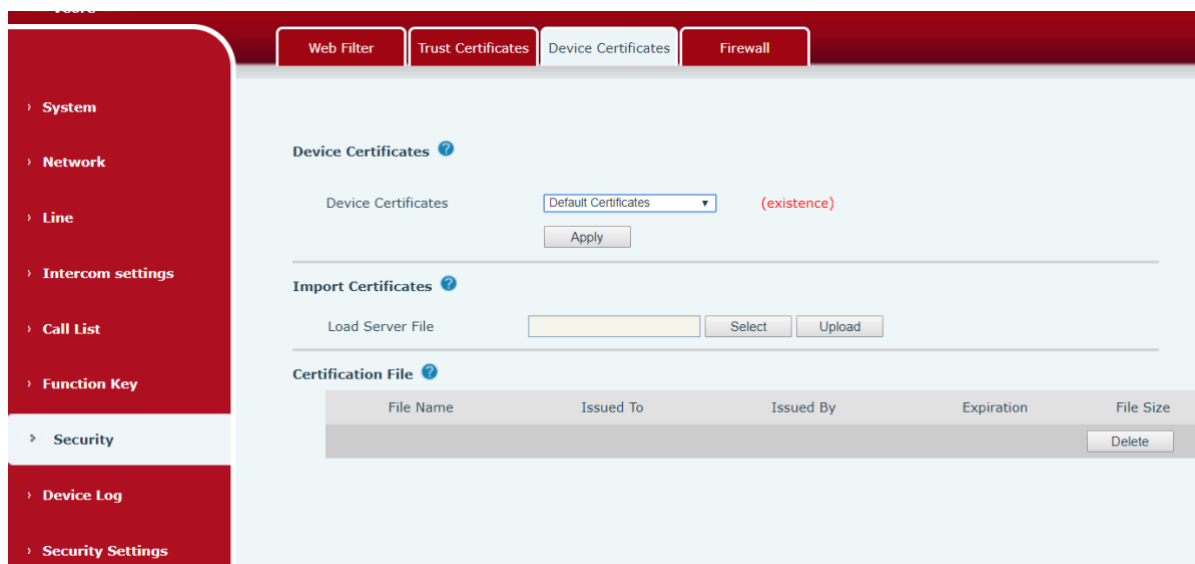 Web Filter Trust Certificates Device Certificates Firewall
System
Network
Line
Intercom settings
Call List
Function Key
Security
Device Log
Security Settings
Device Certificates ?
Device Certificates Default Certificates (existence)
Apply
Import Certificates ?
Load Server File Select Upload
Certification File ?
File Name Issued To Issued By Expiration File Size
Delete